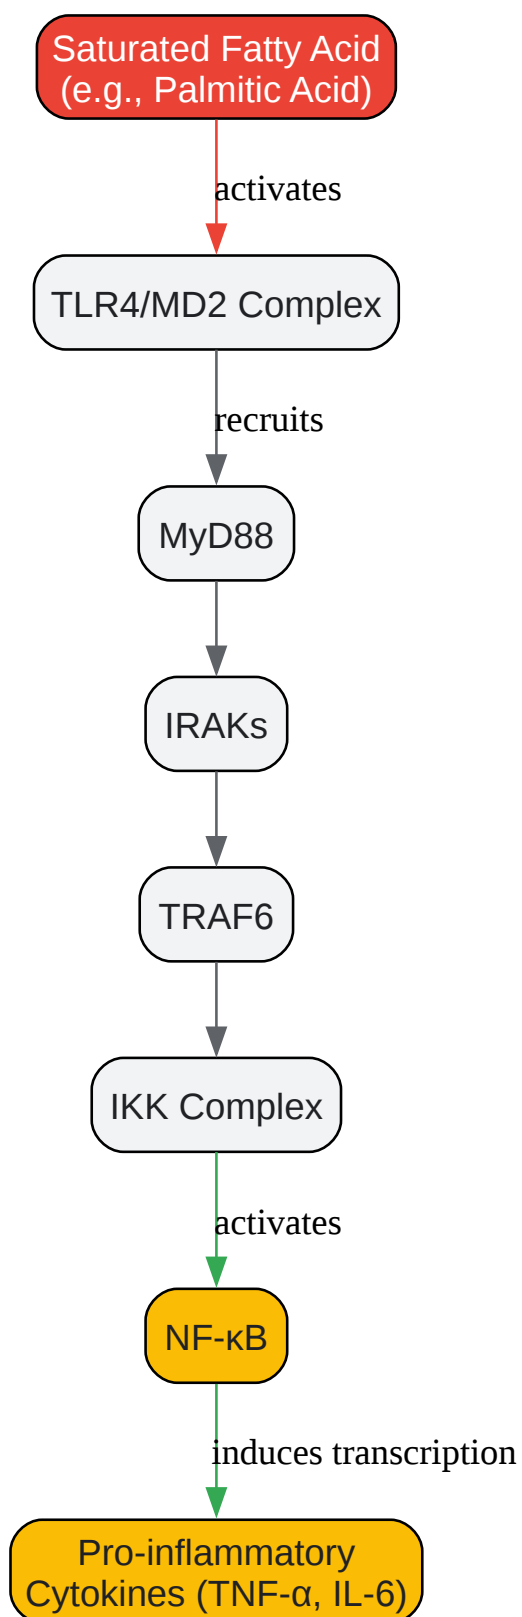 Saturated Fatty Acid
(e.g., Palmitic Acid)
activates
TLR4/MD2 Complex
recruits
MyD88
IRAKs
TRAF6
IKK Complex
activates
NF-κB
induces transcription
Pro-inflammatory
Cytokines (TNF-α, IL-6)